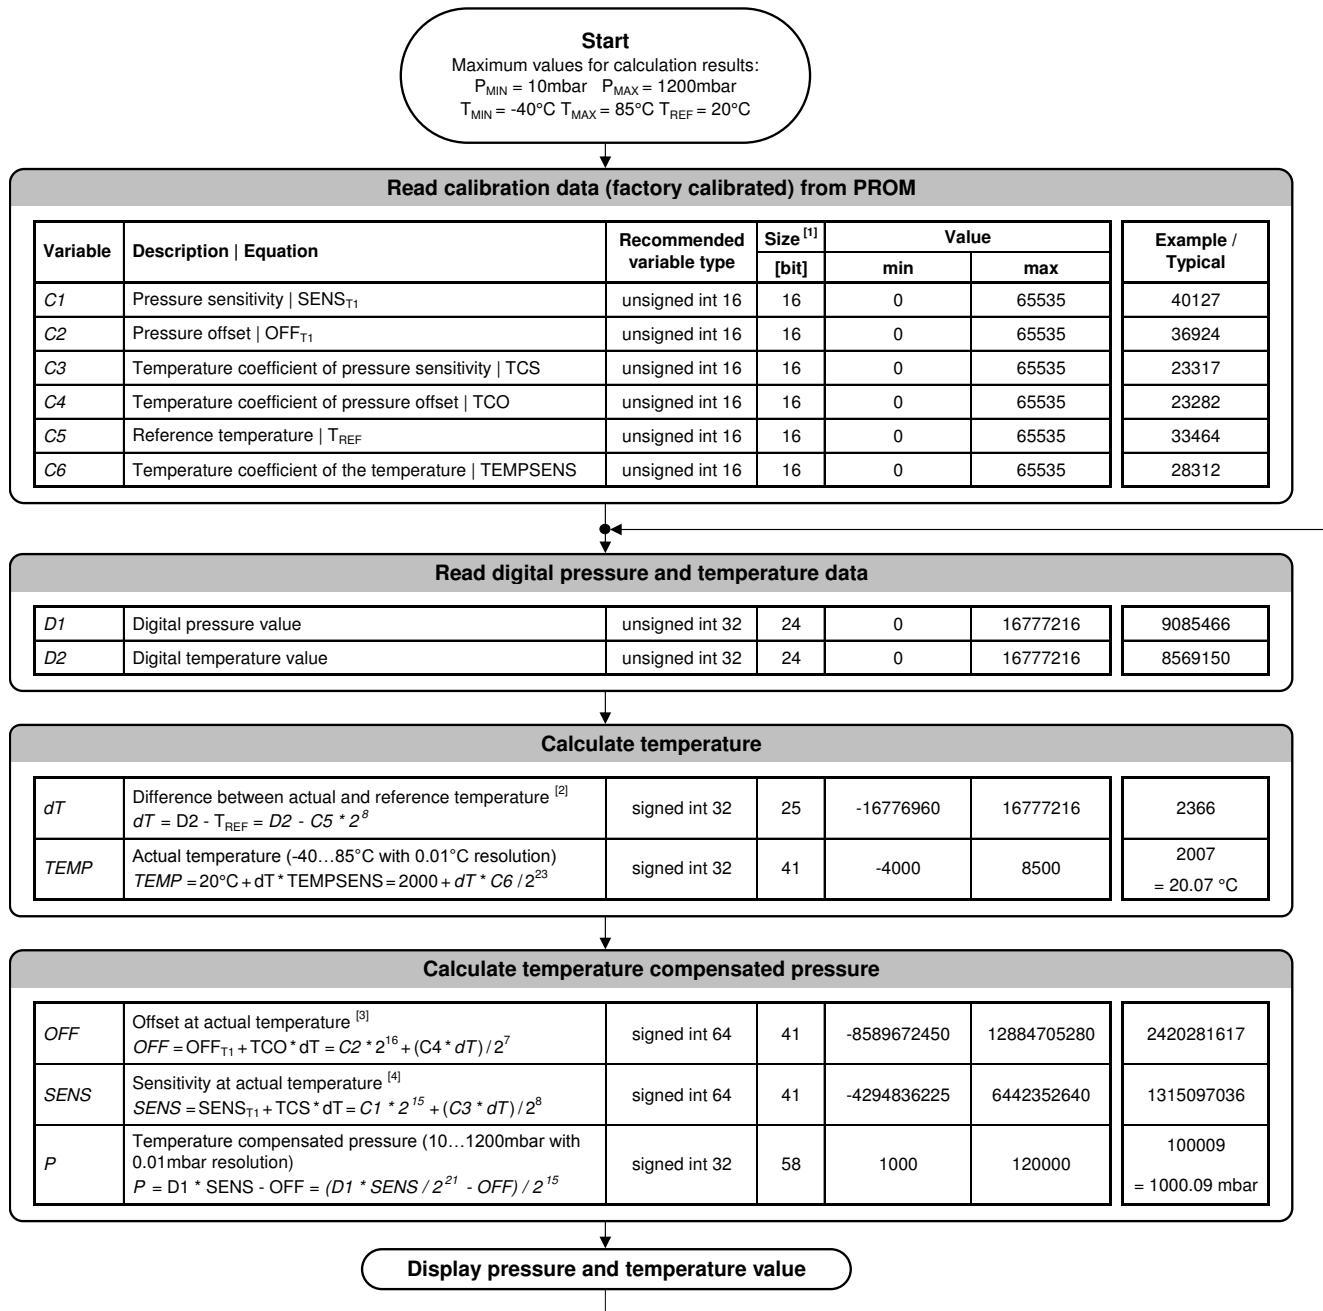 Start
Maximum values for calculation results:
P_MIN = 10mbar P_MAX = 1200mbar
T_MIN = -40°C T_MAX = 85°C T_REF = 20°C
Read calibration data (factory calibrated) from PROM
Variable | Description | Equation | Recommended variable type | Size [1] [bit] | Value min | max | Example / Typical
C1 Pressure sensitivity | SENS_T1 unsigned int 16 16 0 65535 40127
C2 Pressure offset | OFF_T1 unsigned int 16 16 0 65535 36924
C3 Temperature coefficient of pressure sensitivity | TCS unsigned int 16 16 0 65535 23317
C4 Temperature coefficient of pressure offset | TCO unsigned int 16 16 0 65535 23282
C5 Reference temperature | T_REF unsigned int 16 16 0 65535 33464
C6 Temperature coefficient of the temperature | TEMPSENS unsigned int 16 16 0 65535 28312
Read digital pressure and temperature data
D1 Digital pressure value unsigned int 32 24 0 16777216 9085466
D2 Digital temperature value unsigned int 32 24 0 16777216 8569150
Calculate temperature
dT Difference between actual and reference temperature [2]
dT = D2 - T_REF = D2 - C5 * 2^8 signed int 32 25 -16776960 16777216 2366
TEMP Actual temperature (-40…85°C with 0.01°C resolution)
TEMP = 20°C + dT * TEMPSENS = 2000 + dT * C6 / 2^23 signed int 32 41 -4000 8500 2007
= 20.07 °C
Calculate temperature compensated pressure
OFF Offset at actual temperature [3]
OFF = OFF_T1 + TCO * dT = C2 * 2^16 + (C4 * dT) / 2^7 signed int 64 41 -8589672450 12884705280 2420281617
SENS Sensitivity at actual temperature [4]
SENS = SENS_T1 + TCS * dT = C1 * 2^15 + (C3 * dT) / 2^8 signed int 64 41 -4294836225 6442352640 1315097036
P Temperature compensated pressure (10…1200mbar with
0.01mbar resolution)
P = D1 * SENS - OFF = (D1 * SENS / 2^21 - OFF) / 2^15 signed int 32 58 1000 120000 100009
= 1000.09 mbar
Display pressure and temperature value